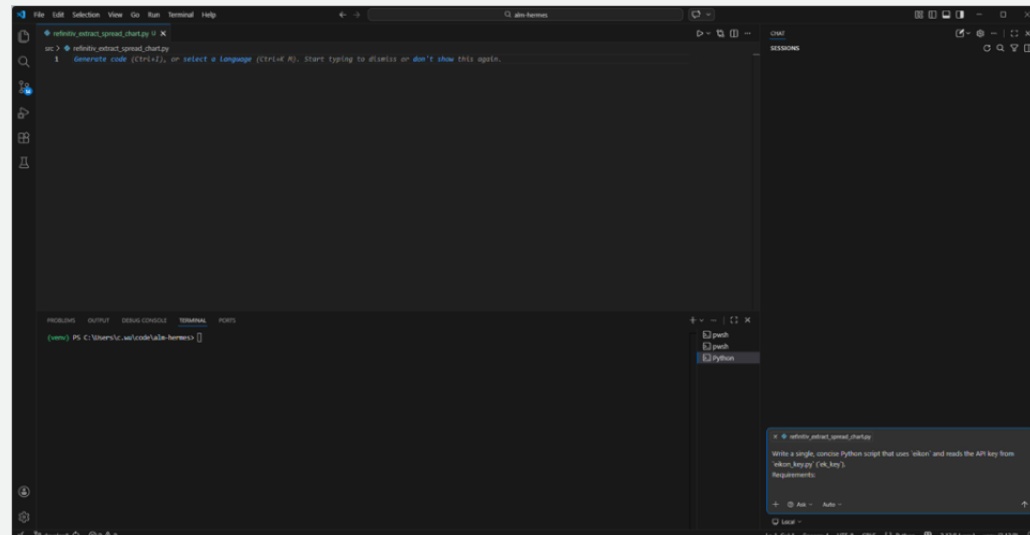 File Edit Selection View Go Run Terminal Help
alm-hermes
refinitiv_extract_spread_chart.py U
src > refinitiv_extract_spread_chart.py
1 Generate code (Ctrl+I), or select a language (Ctrl+K M). Start typing to dismiss or don't show this again.
PROBLEMS OUTPUT DEBUG CONSOLE TERMINAL PORTS
(venv) PS C:\Users\c.wa\code\alm-hermes>
pwsh
pwsh
Python
CHAT
SESSIONS
refinitiv_extract_spread_chart.py
Write a single, concise Python script that uses `eikon` and reads the API key from
`eikon_key.py` (`ek_key`).
Requirements:
Ask
Auto
Local